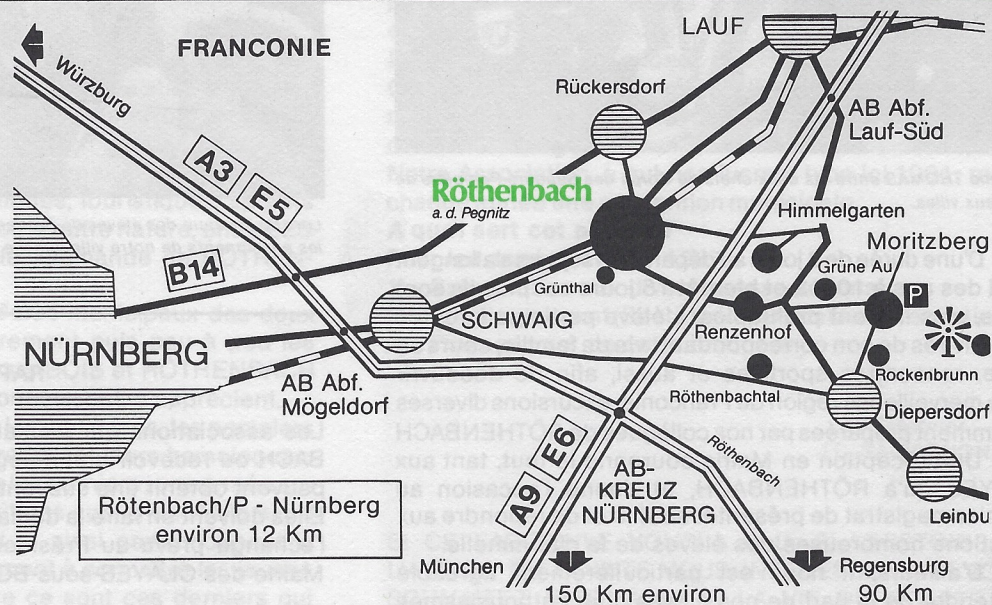 FRANCONIE
LAUF
Würzburg
Rückersdorf
AB Abf.
Lauf-Süd
A3
E5
Röthenbach
a. d. Pegnitz
Himmelgarten
Moritzberg
B14
Grüne Au
P
Grünthal
SCHWAIG
Renzenhof
NÜRNBERG
Rockenbrunn
AB Abf.
Mögeldorf
Röthenbachtal
Diepersdorf
Röthenbach
A9
E6
AB-
KREUZ
NÜRNBERG
Rötenbach/P. - Nürnberg
environ 12 Km
Leinbu
München
Regensburg
150 Km environ
90 Km